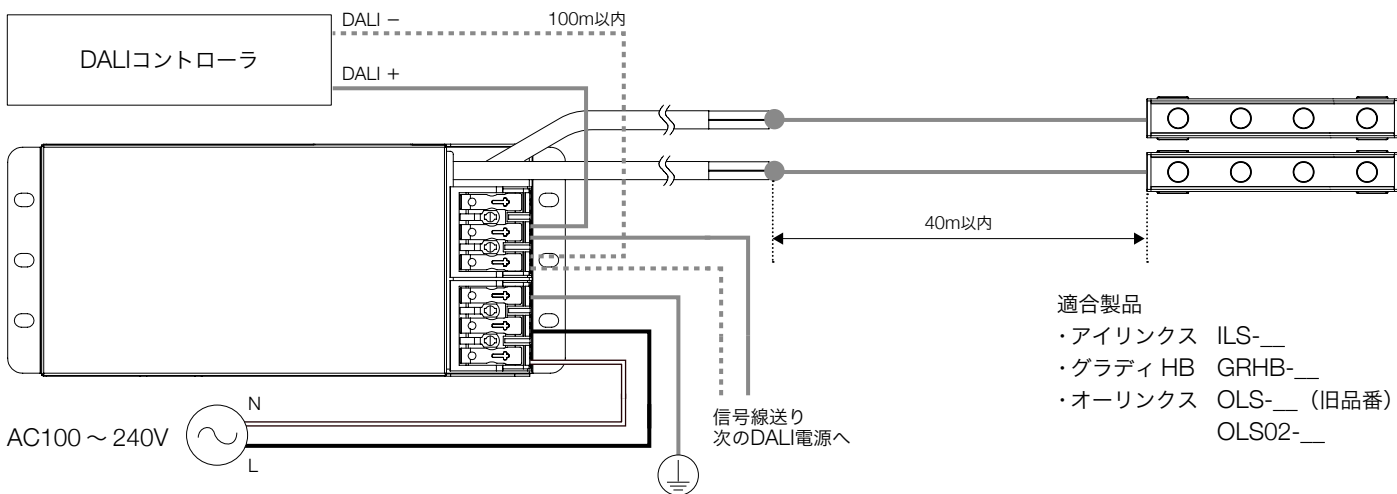 DALI −
100m以内
DALIコントローラ
DALI +
40m以内
適合製品
・アイリンクス ILS-__
・グラディ HB GRHB-__
・オーリンクス OLS-__（旧品番）
OLS02-__
信号線送り
次のDALI電源へ
N
AC100 ～ 240V
L